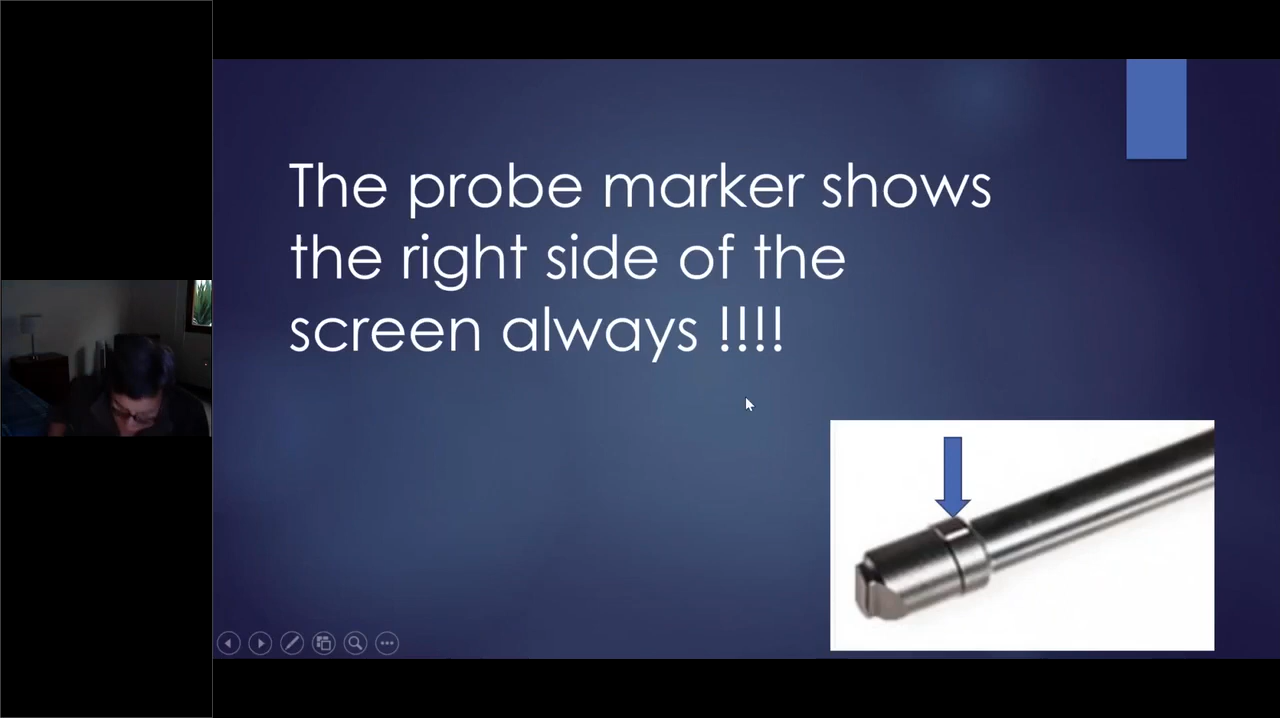 The probe marker shows
the right side of the
screen always !!!!